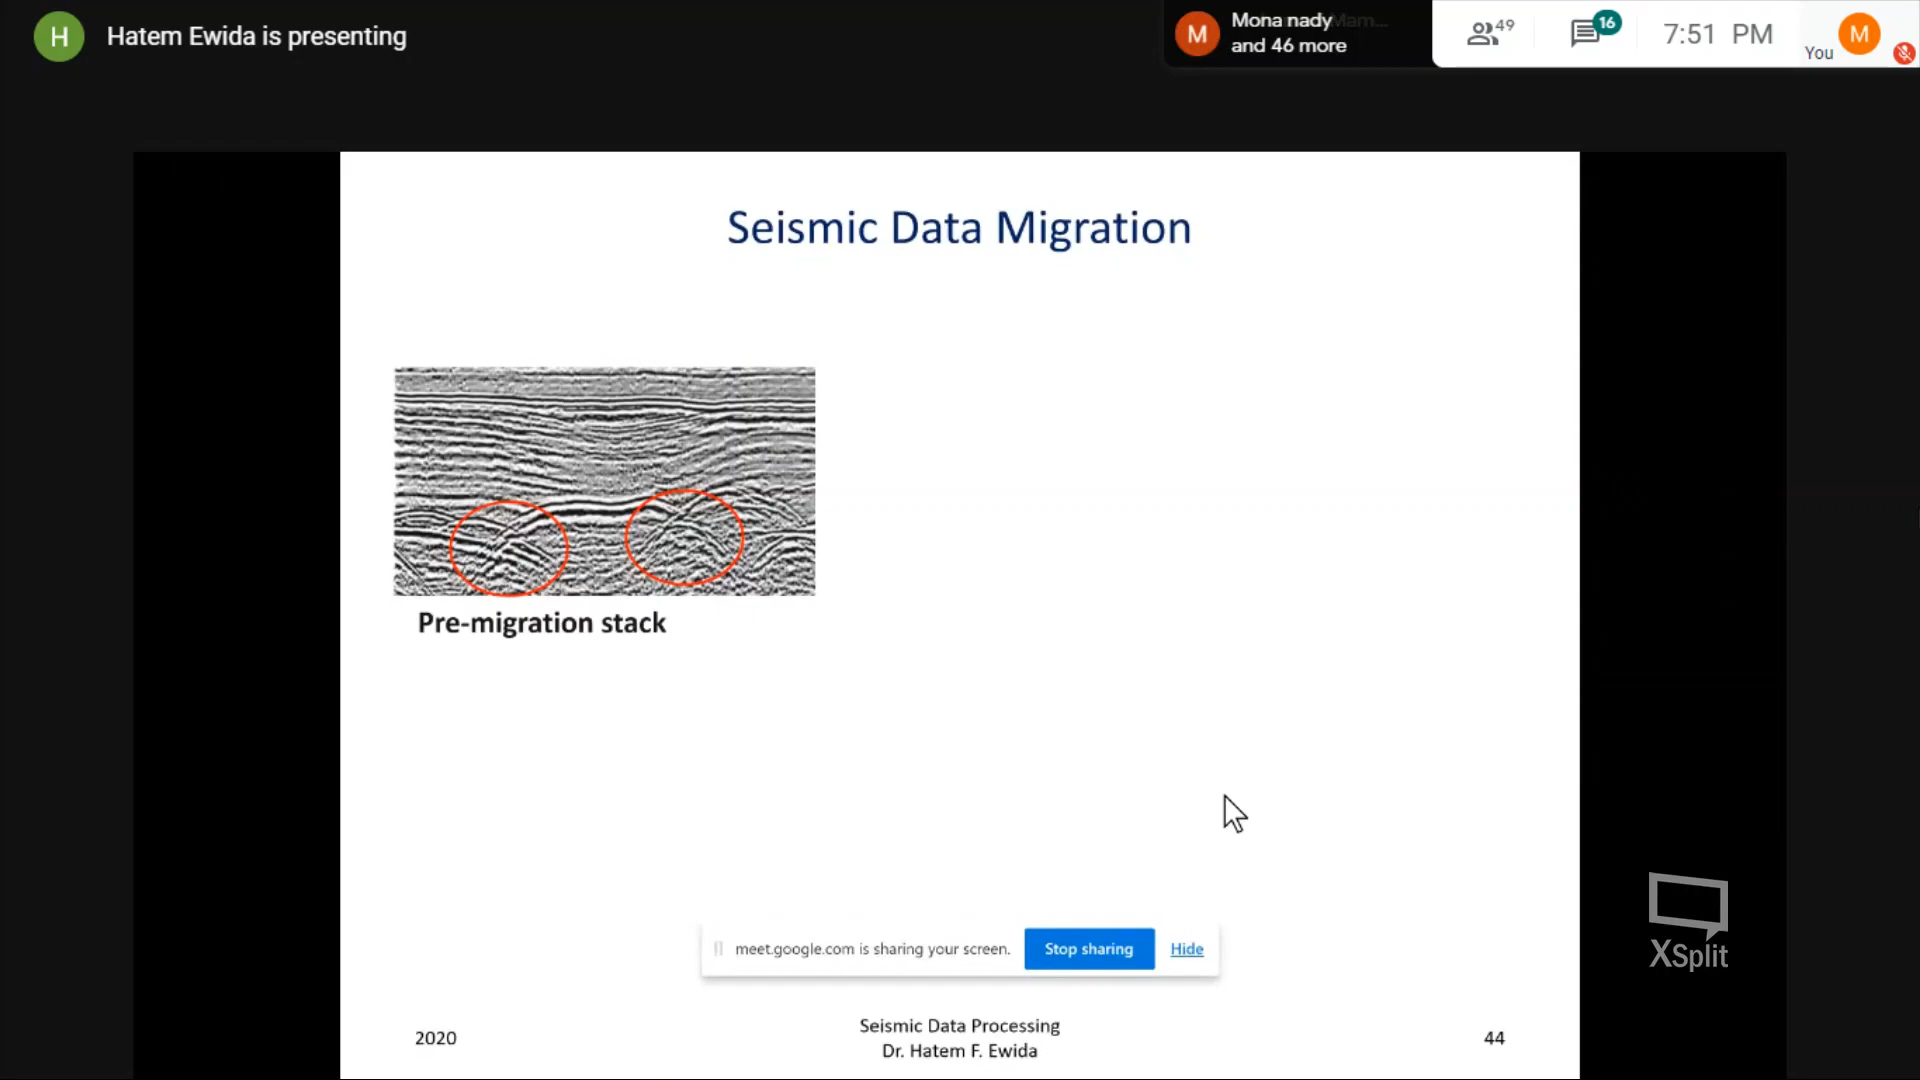 H
Hatem Ewida is presenting
M
Mona nady
and 46 more
49
16
7:51 PM
You
M
Seismic Data Migration
Pre-migration stack
meet.google.com is sharing your screen.
Stop sharing
Hide
XSplit
2020
Seismic Data Processing
Dr. Hatem F. Ewida
44